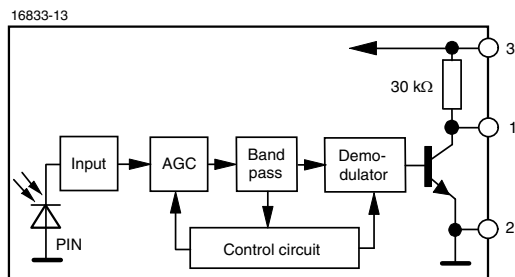 16833-13
3
30 kΩ
1
Input
AGC
Band
pass
Demo-
dulator
2
PIN
Control circuit